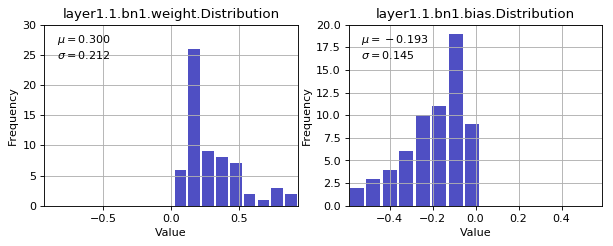 layer1.1.bn1.weight.Distribution
μ = 0.300
σ = 0.212
Frequency
30
25
20
15
10
5
0
−0.5
0.0
0.5
Value
layer1.1.bn1.bias.Distribution
μ = −0.193
σ = 0.145
Frequency
20.0
17.5
15.0
12.5
10.0
7.5
5.0
2.5
0.0
−0.4
−0.2
0.0
0.2
0.4
Value